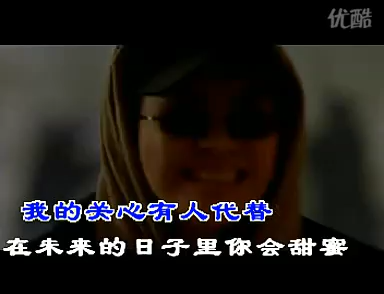 优酷
我的关心有人代替
在未来的日子里你会甜蜜